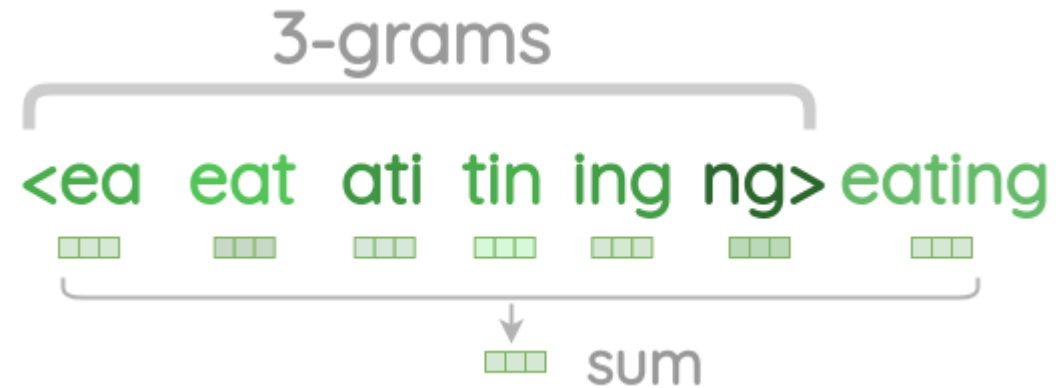 3-grams
<ea eat ati tin ing ng> eating
sum